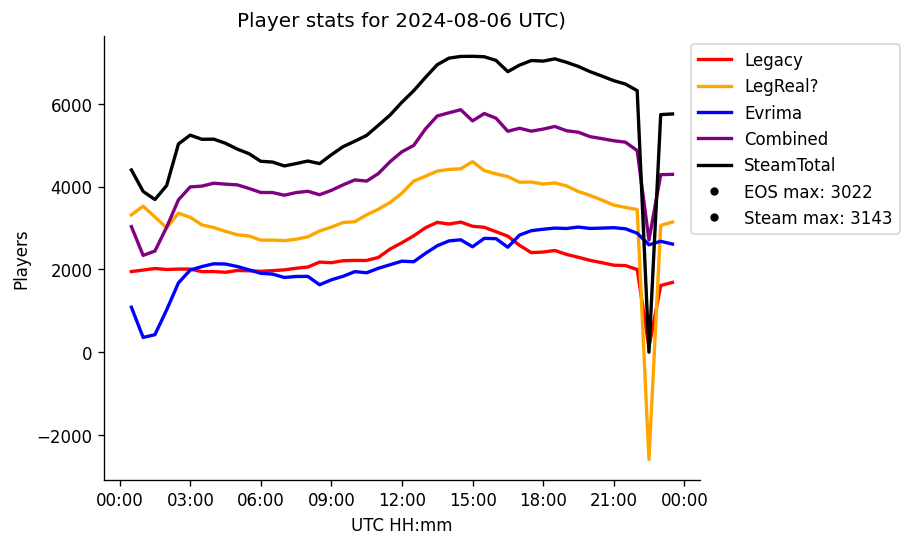 Player stats for 2024-08-06 UTC)
Legacy
LegReal?
Evrima
Combined
SteamTotal
EOS max: 3022
Steam max: 3143
Players
6000
4000
2000
0
−2000
00:00 03:00 06:00 09:00 12:00 15:00 18:00 21:00 00:00
UTC HH:mm